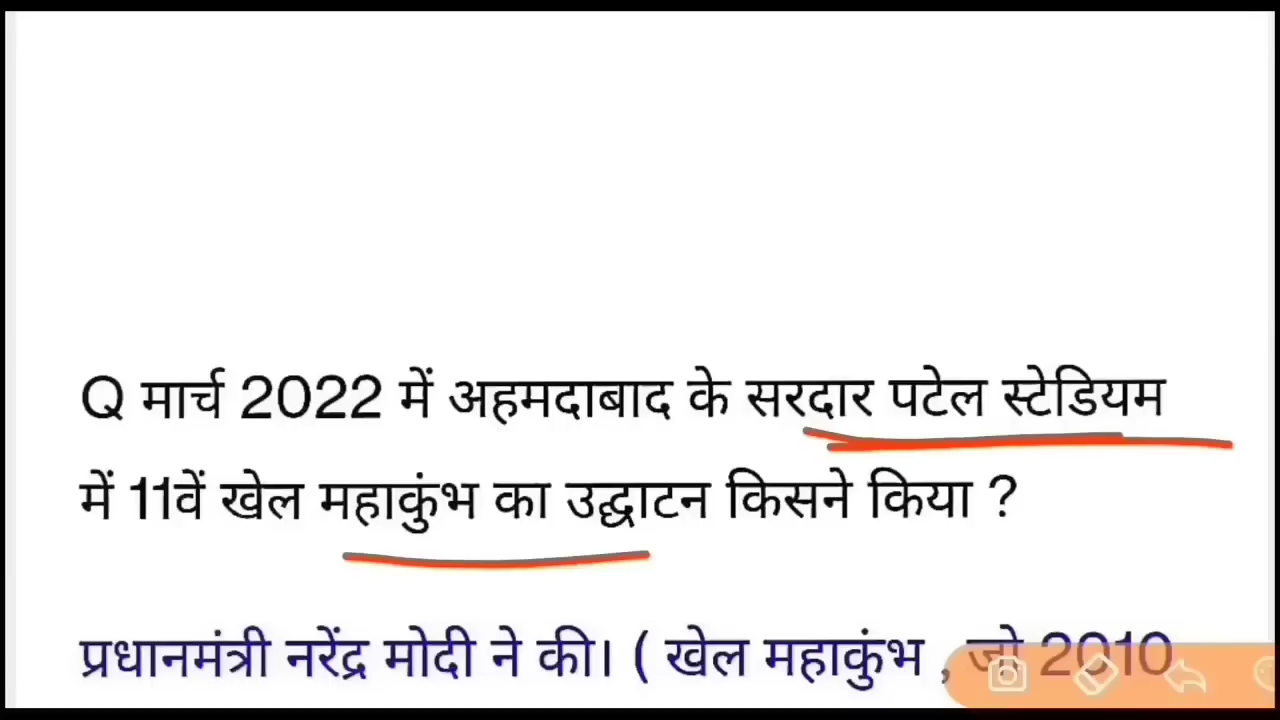 Q मार्च 2022 में अहमदाबाद के सरदार पटेल स्टेडियम
में 11वें खेल महाकुंभ का उद्घाटन किसने किया ?
प्रधानमंत्री नरेंद्र मोदी ने की। ( खेल महाकुंभ , जो 2010